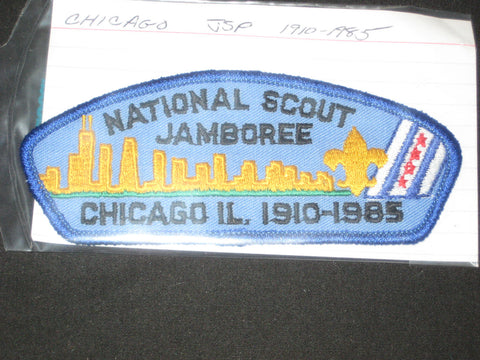 CHICAGO JSP 1910-1985
NATIONAL SCOUT
JAMBOREE
CHICAGO IL. 1910-1985